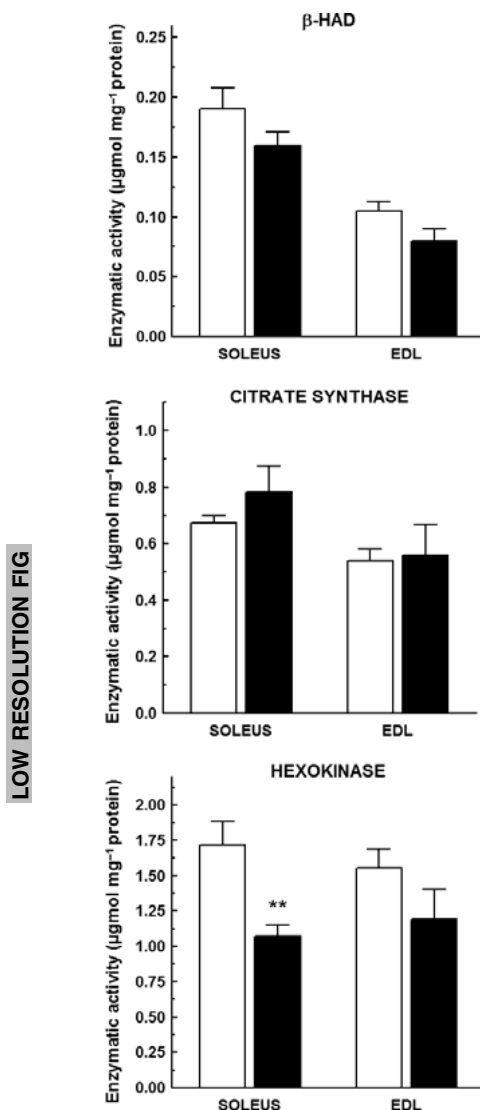 β-HAD
Enzymatic activity (µgmol mg⁻¹ protein)
0.25
0.20
0.15
0.10
0.05
0.00
SOLEUS EDL
CITRATE SYNTHASE
Enzymatic activity (µgmol mg⁻¹ protein)
1.0
0.8
0.6
0.4
0.2
0.0
SOLEUS EDL
LOW RESOLUTION FIG
HEXOKINASE
Enzymatic activity (µgmol mg⁻¹ protein)
2.00
1.75
1.50
1.25
1.00
0.75
0.50
0.25
0.00
**
SOLEUS EDL